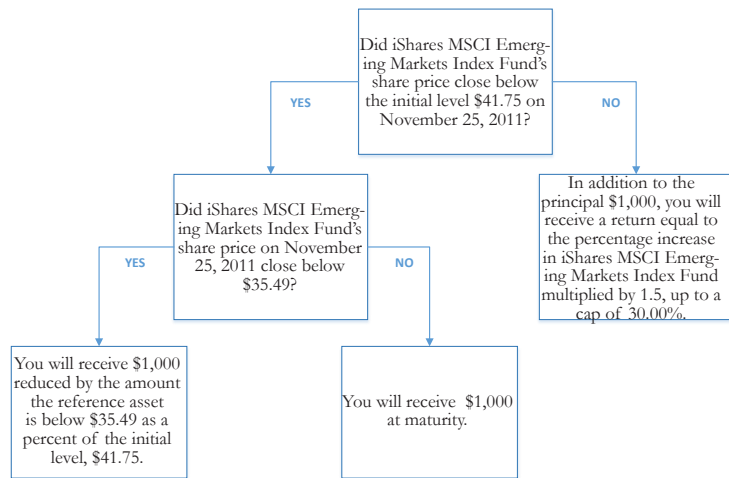 Did iShares MSCI Emerg-
ing Markets Index Fund's
share price close below
the initial level $41.75 on
November 25, 2011?
YES
NO
Did iShares MSCI Emerg-
ing Markets Index Fund's
share price on November
25, 2011 close below
$35.49?
In addition to the
principal $1,000, you will
receive a return equal to
the percentage increase
in iShares MSCI Emerg-
ing Markets Index Fund
multiplied by 1.5, up to a
cap of 30.00%.
YES
NO
You will receive $1,000
reduced by the amount
the reference asset
is below $35.49 as a
percent of the initial
level, $41.75.
You will receive $1,000
at maturity.